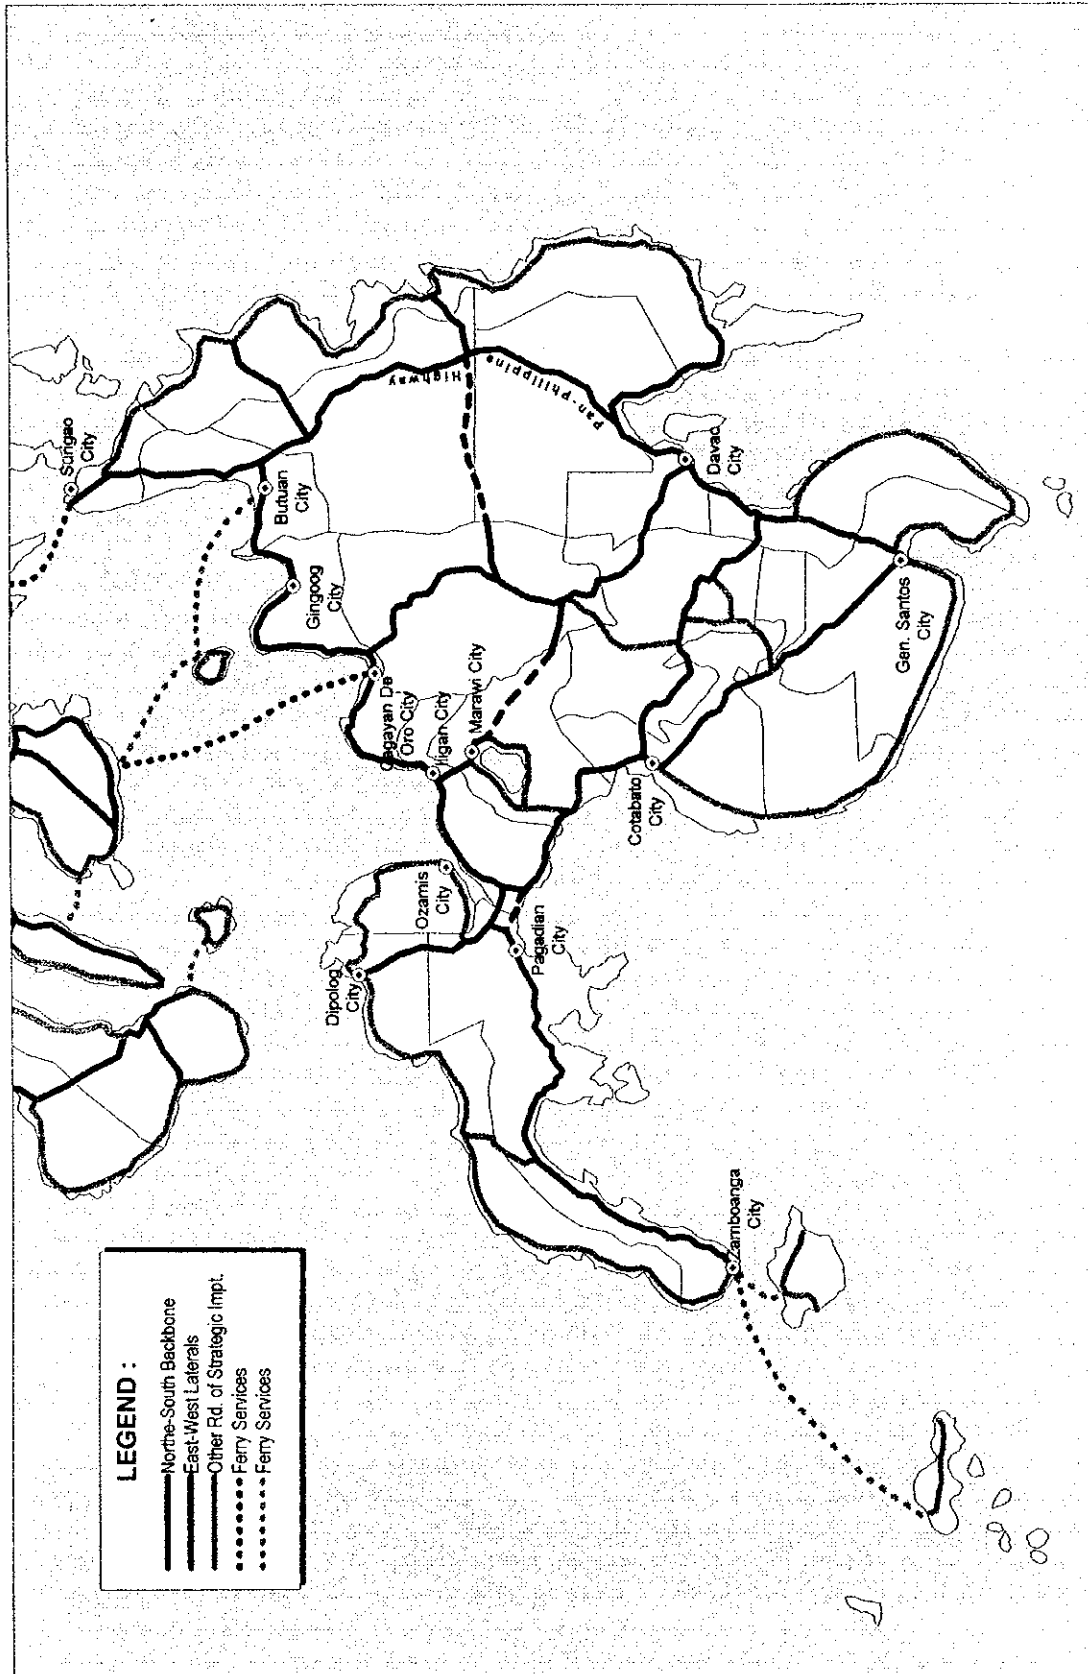 LEGEND :
Northe-South Backbone
East-West Laterals
Other Rd. of Strategic Impt.
Ferry Services
Ferry Services
Surigao
City
Butuan
City
Gingoog
City
Cagayan De
Oro City
Iligan City
Marawi City
Ozamis
City
Dipolog
City
Pagadian
City
Cotabato
City
Davao
City
Gen. Santos
City
Zamboanga
City
Pan-Philippine
Highway